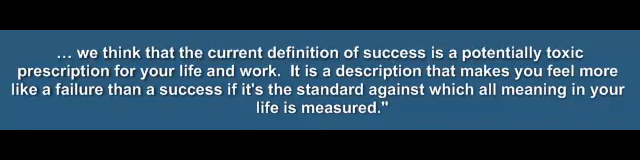 … we think that the current definition of success is a potentially toxic
prescription for your life and work.  It is a description that makes you feel more
like a failure than a success if it's the standard against which all meaning in your
life is measured."